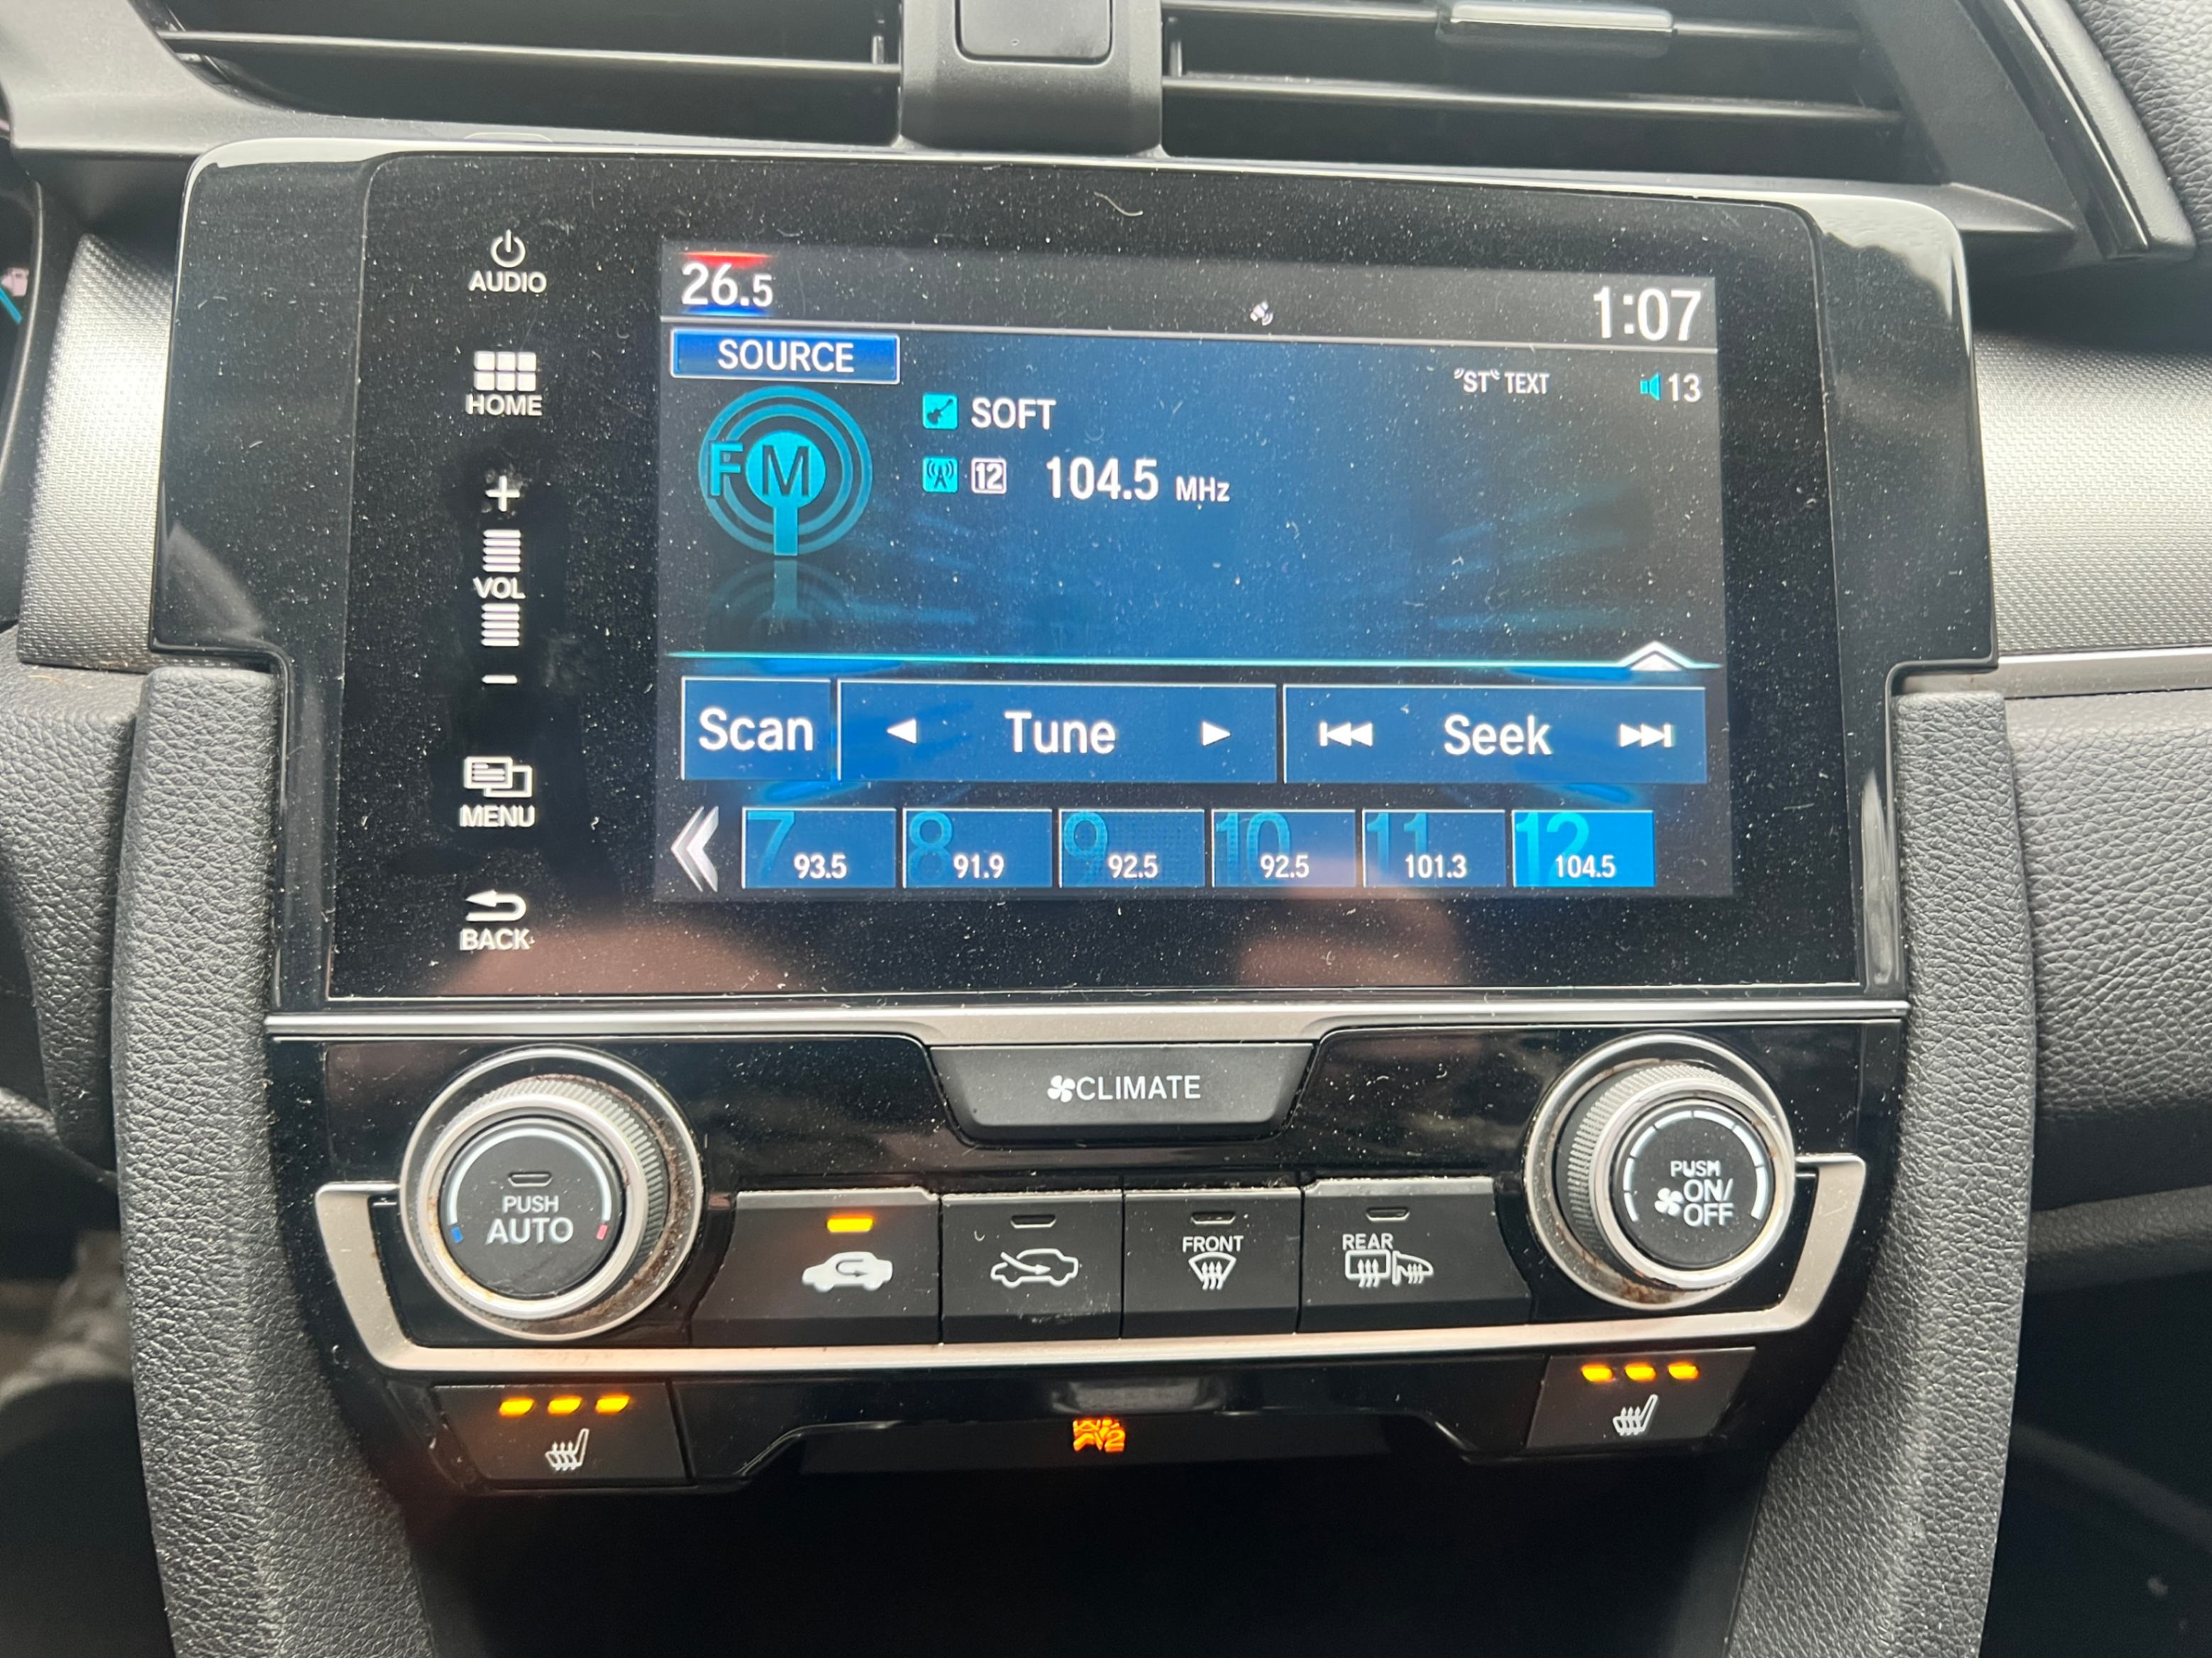 AUDIO
HOME
+
VOL
-
MENU
BACK
26.5
1:07
SOURCE
"ST" TEXT
13
FM
SOFT
12 104.5 MHz
Scan
Tune
Seek
7 93.5
8 91.9
9 92.5
10 92.5
11 101.3
12 104.5
CLIMATE
PUSH
AUTO
FRONT
REAR
PUSH
ON/
OFF